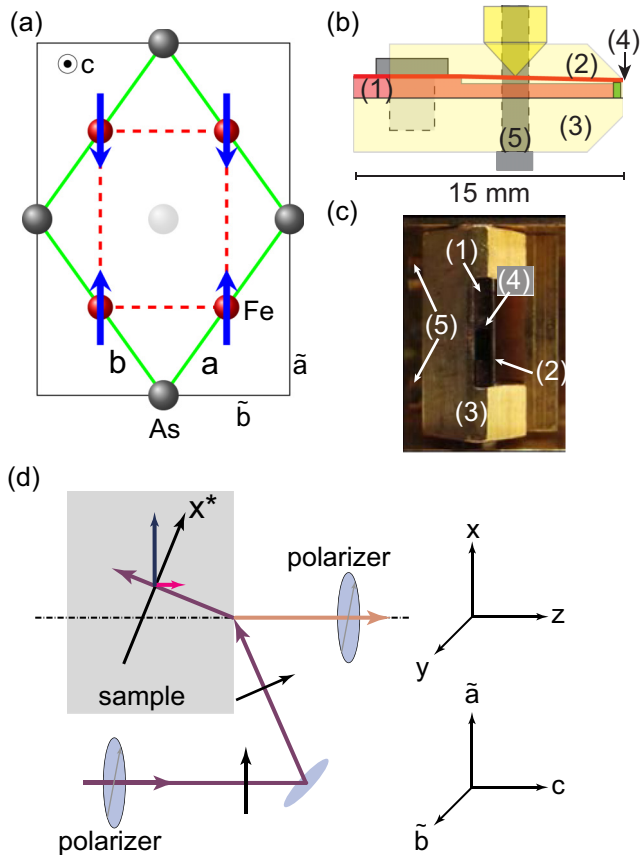 (a)
c
Fe
b
a
ã
b̃
As
(b)
(4)
(2)
(1)
(3)
(5)
15 mm
(c)
(1)
(4)
(5)
(2)
(3)
(d)
x*
polarizer
sample
polarizer
x
z
y
ã
c
b̃